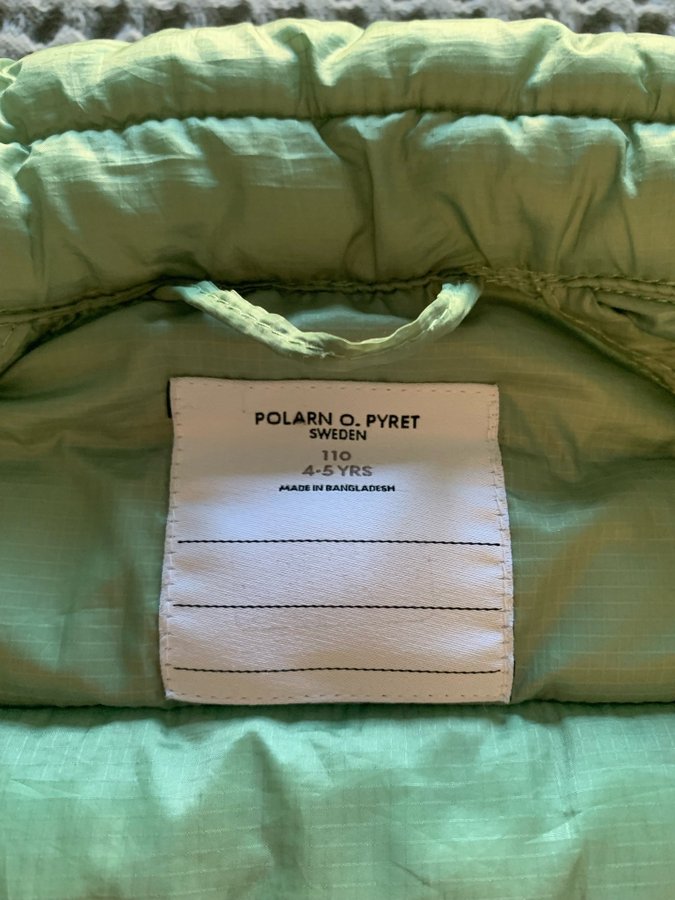 POLARN O. PYRET
SWEDEN
110
4-5 YRS
MADE IN BANGLADESH